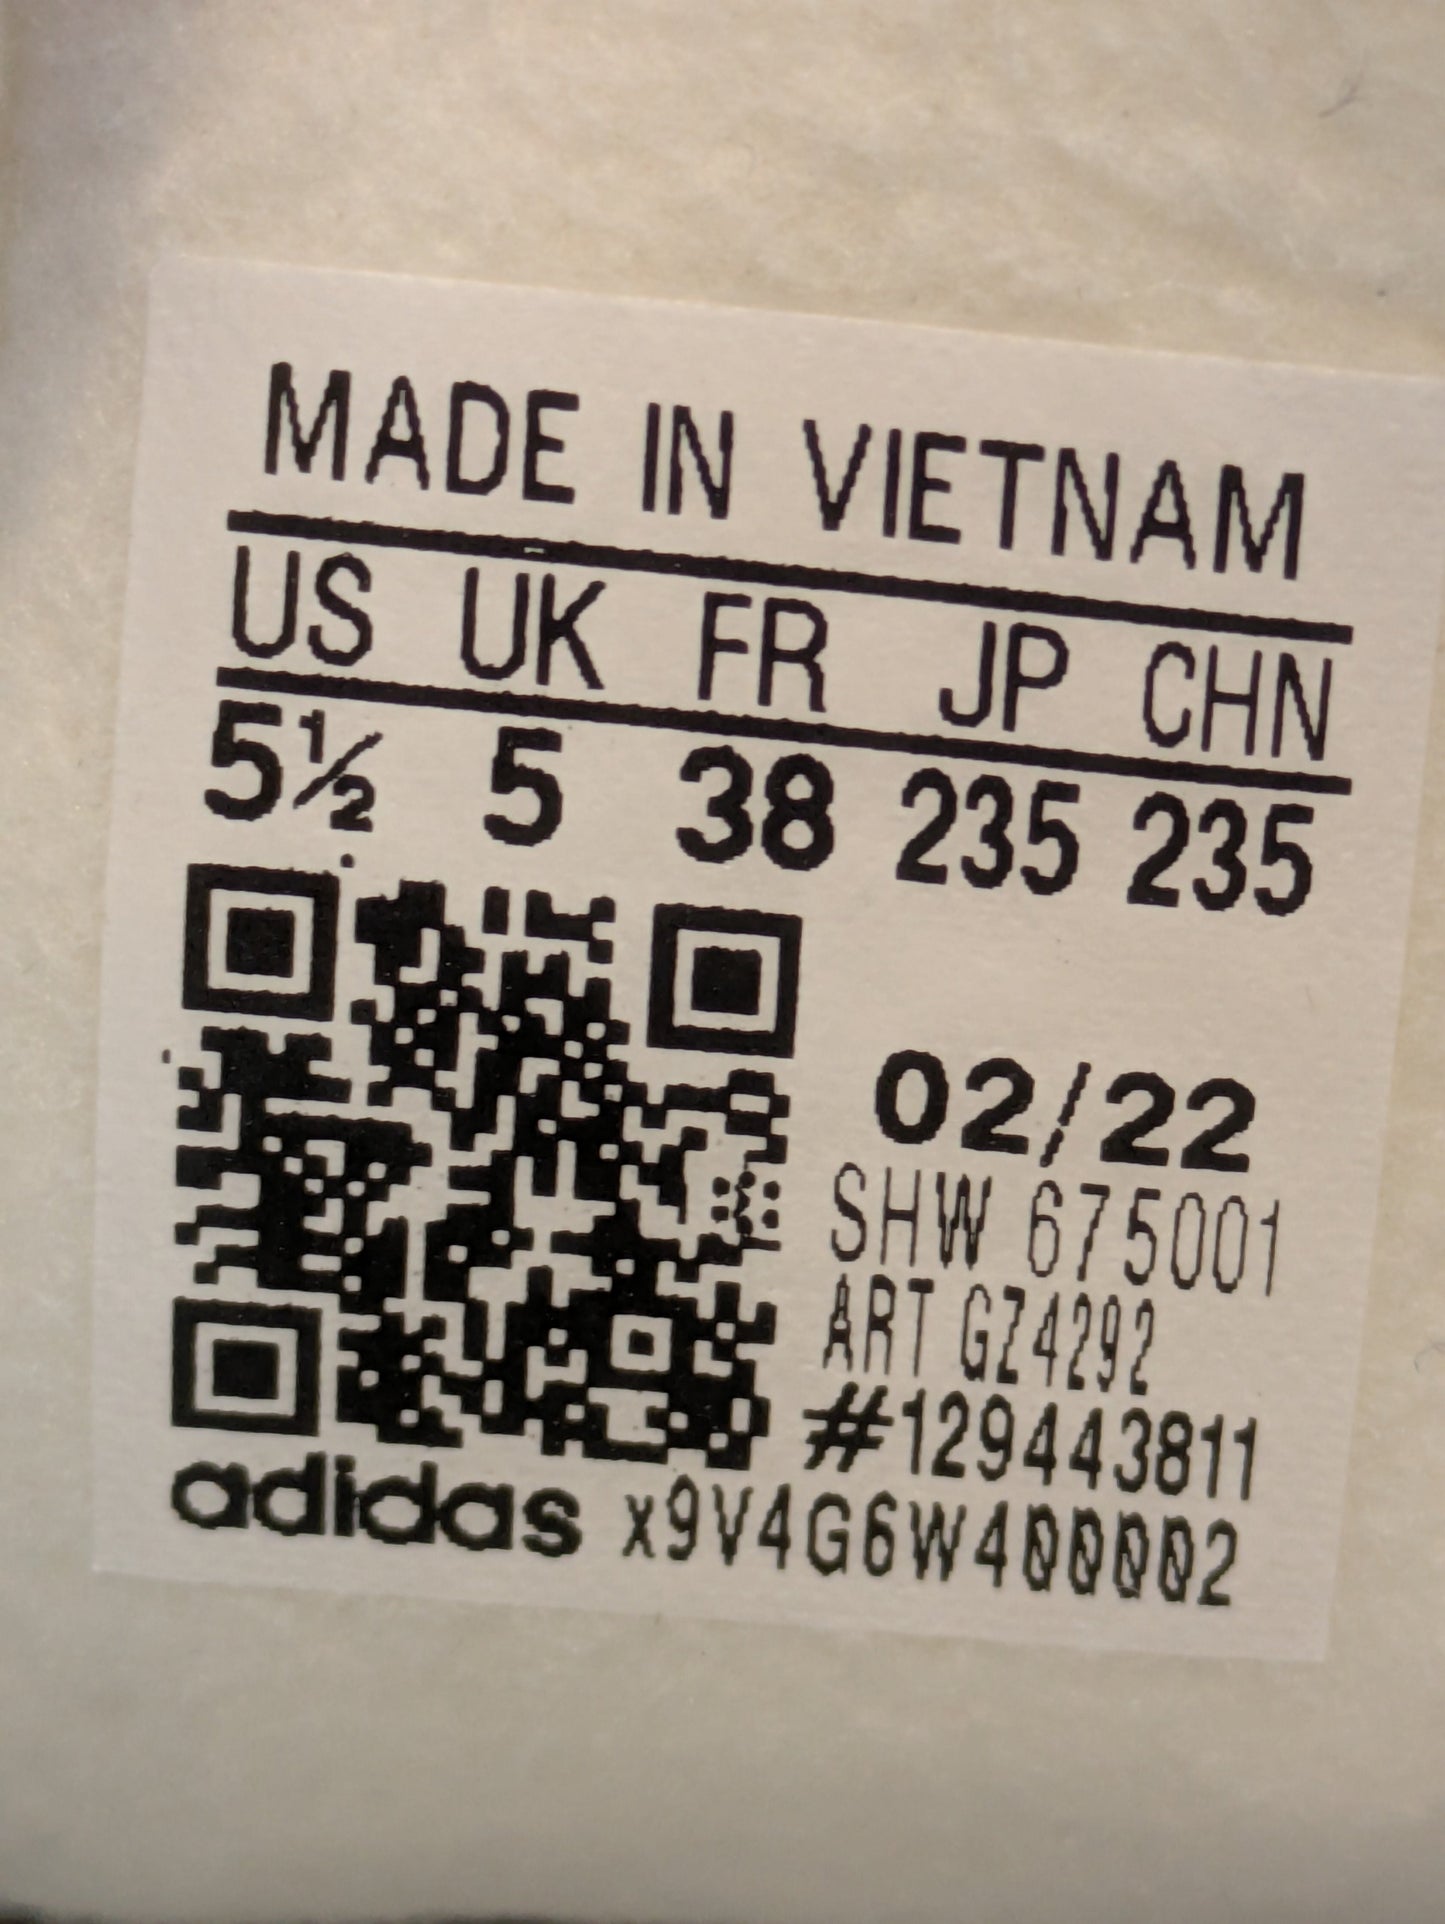 MADE IN VIETNAM
US UK FR JP CHN
5½ 5 38 235 235
02/22
SHW 675001
ART GZ4292
#129443811
adidas x9V4G6W400002